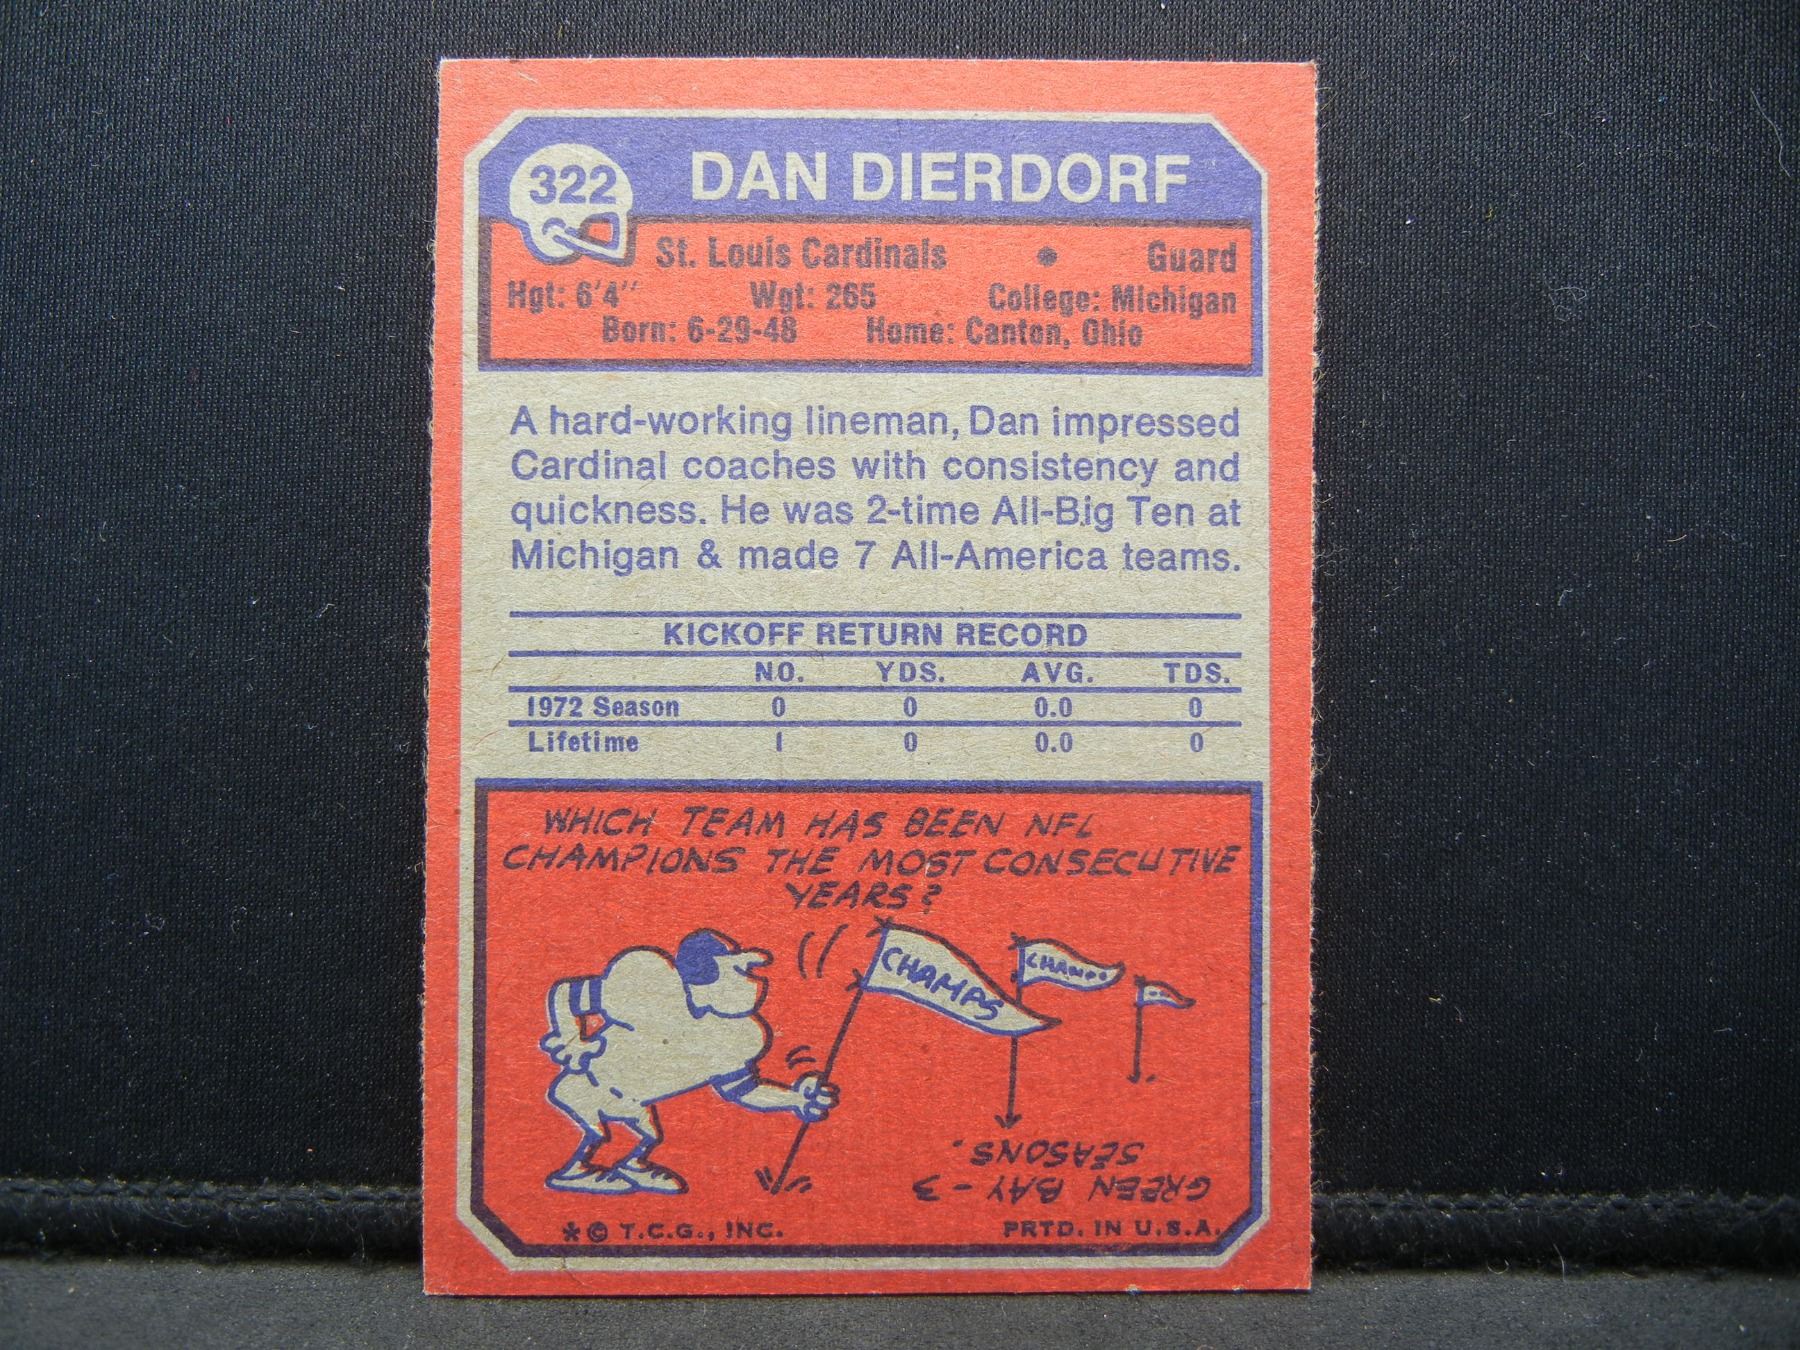 322 DAN DIERDORF
St. Louis Cardinals • Guard
Hgt: 6'4" Wgt: 265 College: Michigan
Born: 6-29-48 Home: Canton, Ohio
A hard-working lineman, Dan impressed
Cardinal coaches with consistency and
quickness. He was 2-time All-Big Ten at
Michigan & made 7 All-America teams.
KICKOFF RETURN RECORD
NO. YDS. AVG. TDS.
1972 Season 0 0 0.0 0
Lifetime 1 0 0.0 0
WHICH TEAM HAS BEEN NFL
CHAMPIONS THE MOST CONSECUTIVE
YEARS?
CHAMPS
GREEN BAY - 3
SEASONS.
*© T.C.G., INC. PRTD. IN U.S.A.